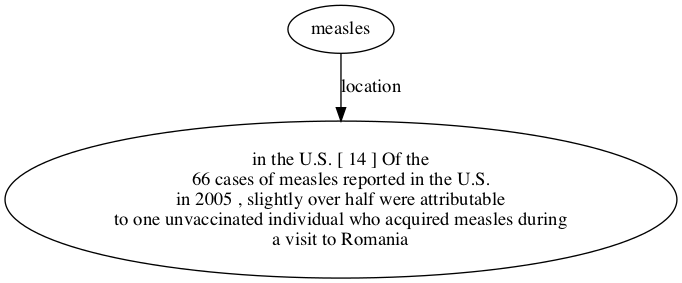 measles
location
in the U.S. [ 14 ] Of the
66 cases of measles reported in the U.S.
in 2005 , slightly over half were attributable
to one unvaccinated individual who acquired measles during
a visit to Romania